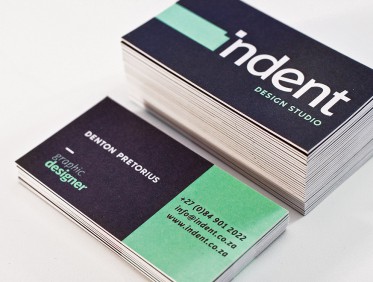 indent
DESIGN STUDIO
DENTON PRETORIUS
graphic
designer
+27 (0)84 901 2022
info@indent.co.za
www.indent.co.za